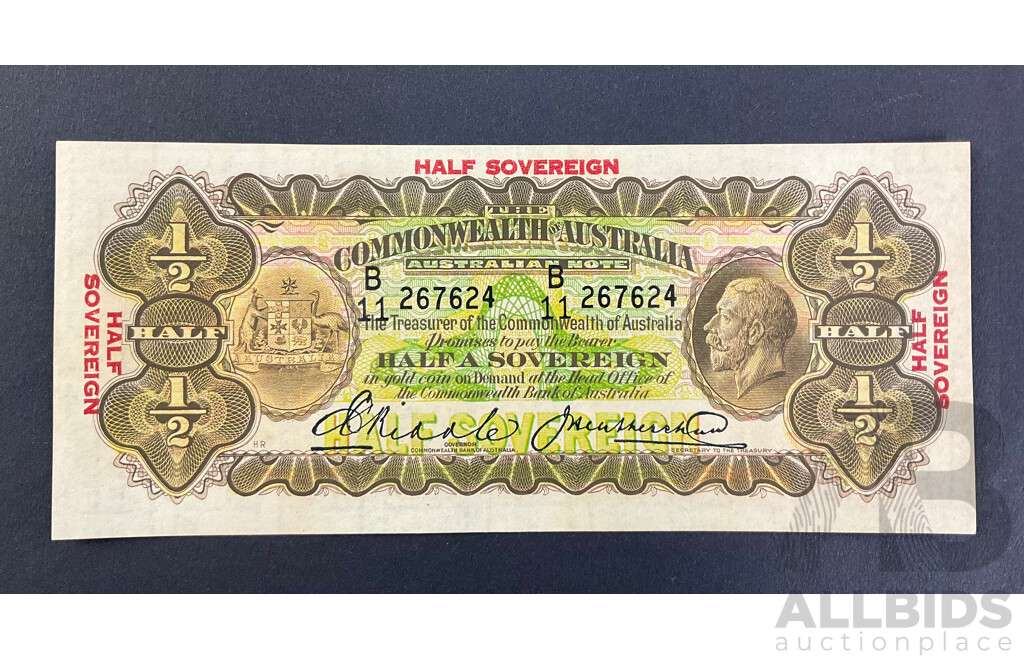 HALF SOVEREIGN
THE
COMMONWEALTH OF AUSTRALIA
AUSTRALIAN NOTE
B
11 267624
B
11 267624
The Treasurer of the Commonwealth of Australia
Promises to pay the Bearer
HALF A SOVEREIGN
in gold coin on Demand at the Head Office of
the Commonwealth Bank of Australia
HALF SOVEREIGN
GOVERNOR
COMMONWEALTH BANK OF AUSTRALIA
SECRETARY TO THE TREASURY
HR
1/2
HALF
1/2
1/2
HALF
1/2
HALF
SOVEREIGN
HALF
SOVEREIGN
AUSTRALIA
AB
ALLBIDS
auctionplace